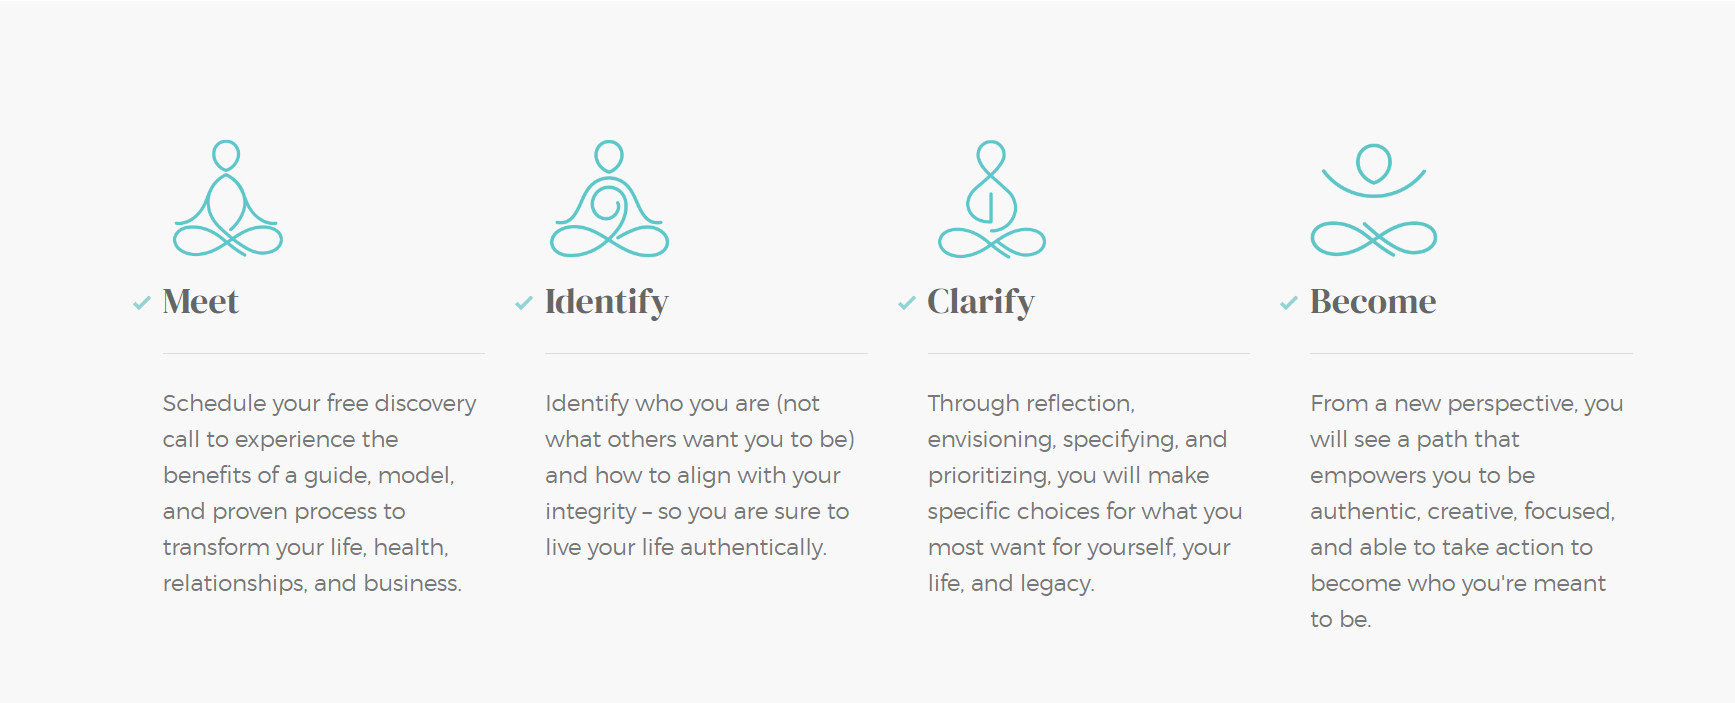 Meet
Schedule your free discovery
call to experience the
benefits of a guide, model,
and proven process to
transform your life, health,
relationships, and business.
Identify
Identify who you are (not
what others want you to be)
and how to align with your
integrity – so you are sure to
live your life authentically.
Clarify
Through reflection,
envisioning, specifying, and
prioritizing, you will make
specific choices for what you
most want for yourself, your
life, and legacy.
Become
From a new perspective, you
will see a path that
empowers you to be
authentic, creative, focused,
and able to take action to
become who you're meant
to be.